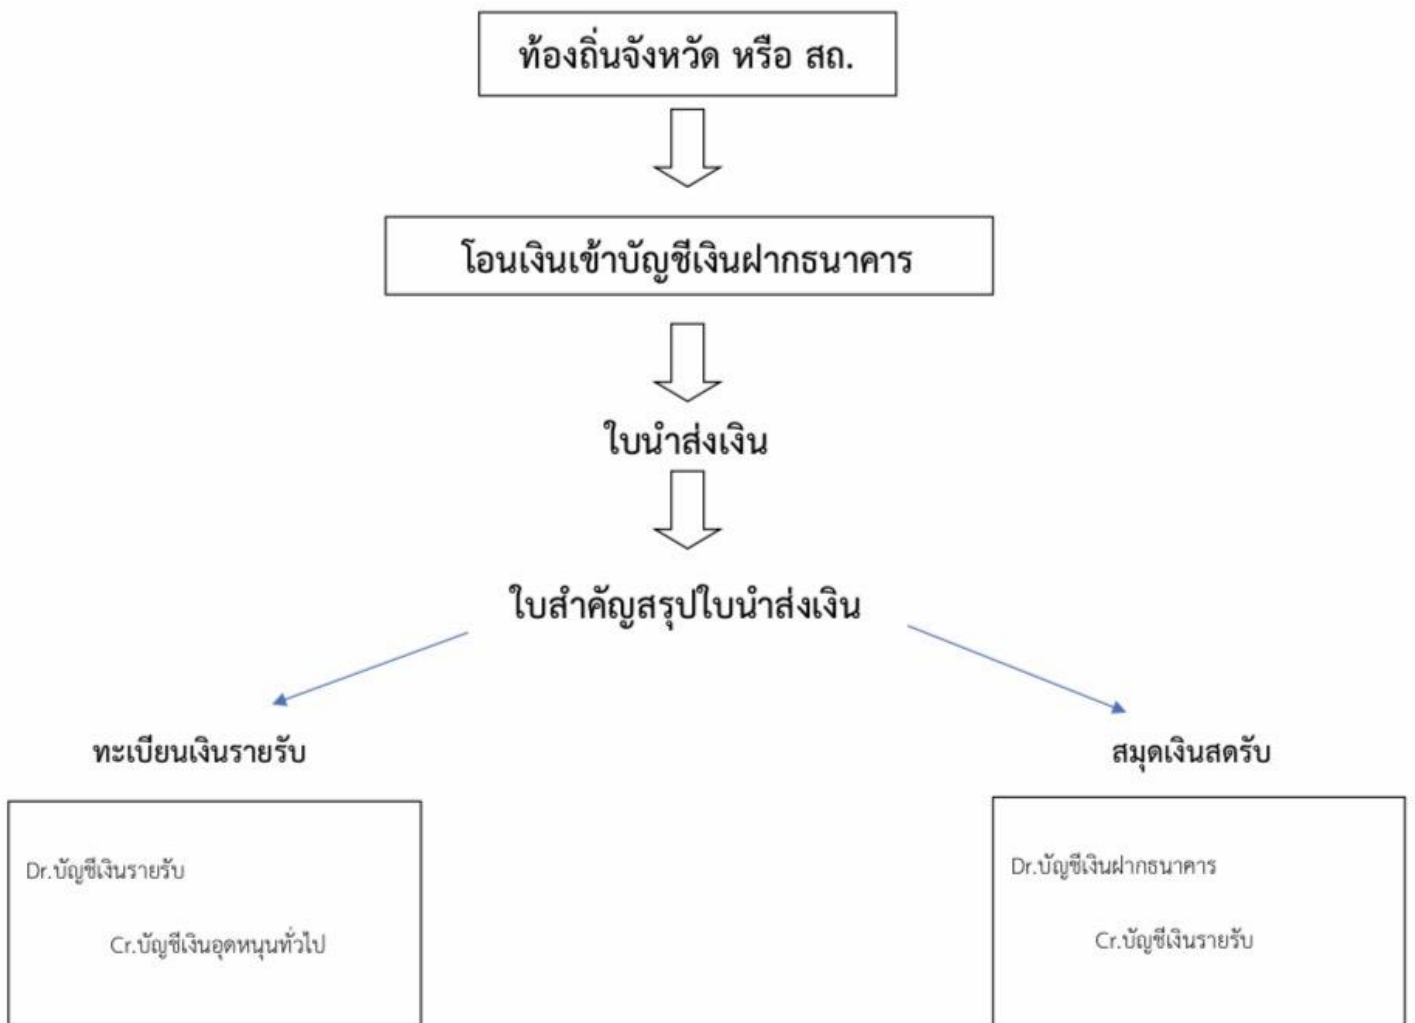 ท้องถิ่นจังหวัด หรือ สถ.
โอนเงินเข้าบัญชีเงินฝากธนาคาร
ใบนำส่งเงิน
ใบสำคัญสรุปใบนำส่งเงิน
ทะเบียนเงินรายรับ
Dr.บัญชีเงินรายรับ
Cr.บัญชีเงินอุดหนุนทั่วไป
สมุดเงินสดรับ
Dr.บัญชีเงินฝากธนาคาร
Cr.บัญชีเงินรายรับ